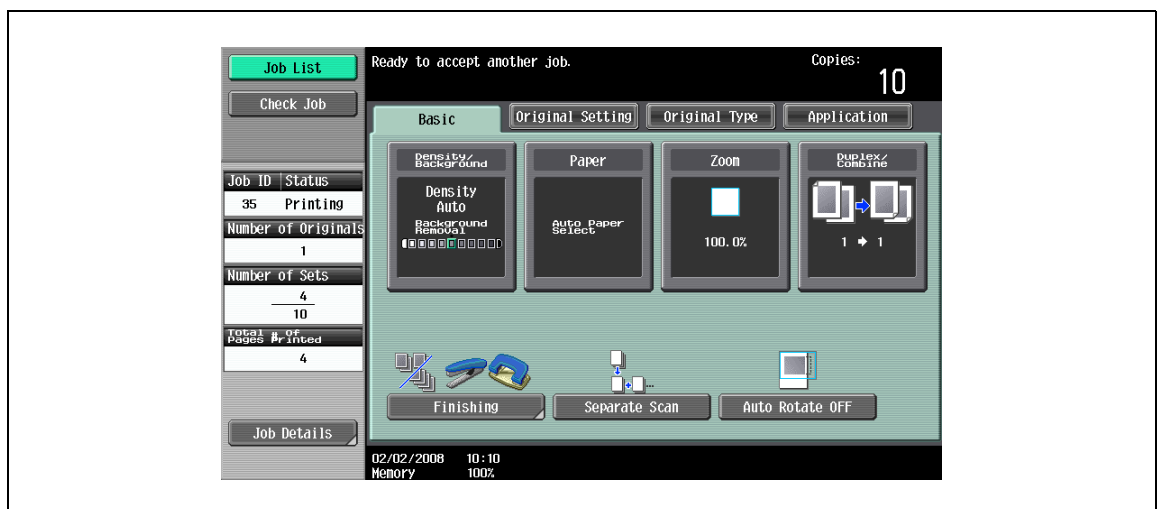 Job List
Check Job
Job ID Status
35 Printing
Number of Originals
1
Number of Sets
4
10
Total # of
Pages Printed
4
Job Details
Ready to accept another job.
Copies:
10
Basic
Original Setting
Original Type
Application
Density/
Background
Density
Auto
Background
Removal
Paper
Auto Paper
Select
Zoom
100.0%
Duplex/
Combine
1 → 1
...
Finishing
Separate Scan
Auto Rotate OFF
02/02/2008 10:10
Memory 100%